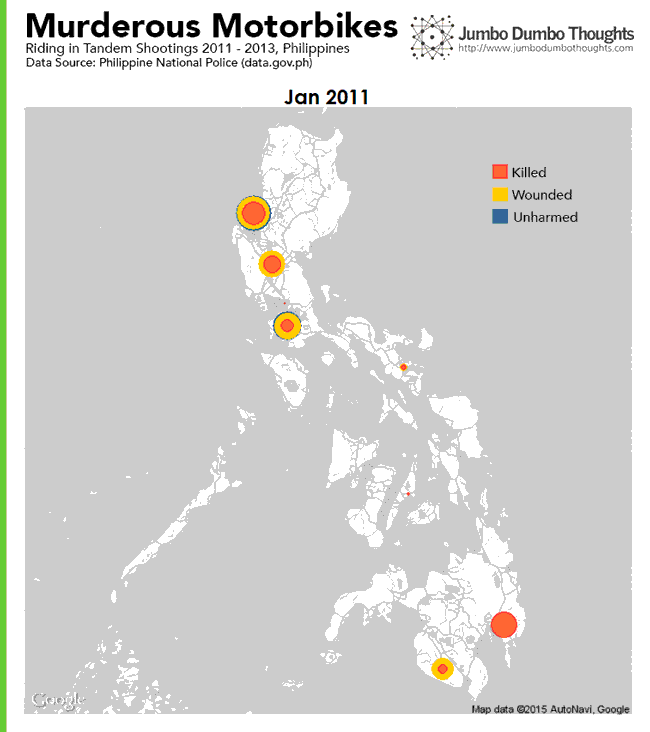 Murderous Motorbikes
Riding in Tandem Shootings 2011 - 2013, Philippines
Data Source: Philippine National Police (data.gov.ph)
Jumbo Dumbo Thoughts
http://www.jumbodumbothoughts.com
Jan 2011
Killed
Wounded
Unharmed
Google
Map data ©2015 AutoNavi, Google